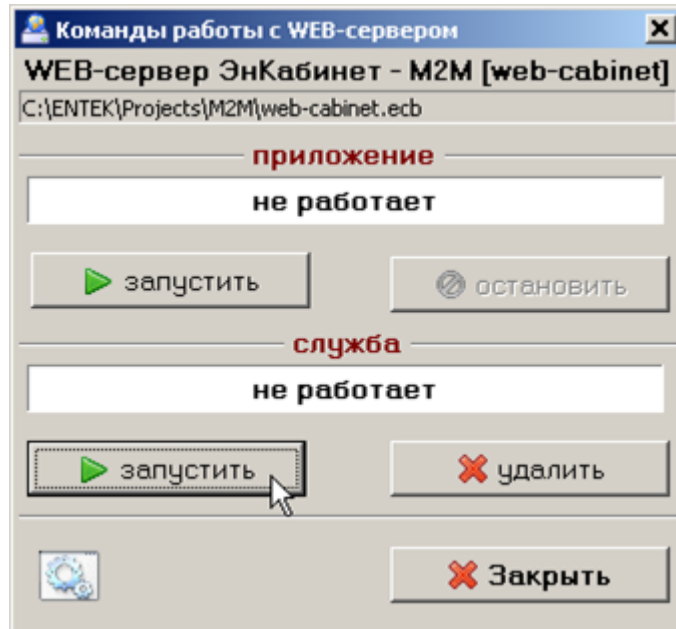 Команды работы с WEB-сервером
WEB-сервер ЭнКабинет - М2М [web-cabinet]
C:\ENTEK\Projects\M2M\web-cabinet.ecb
приложение
не работает
запустить остановить
служба
не работает
запустить удалить
Закрыть